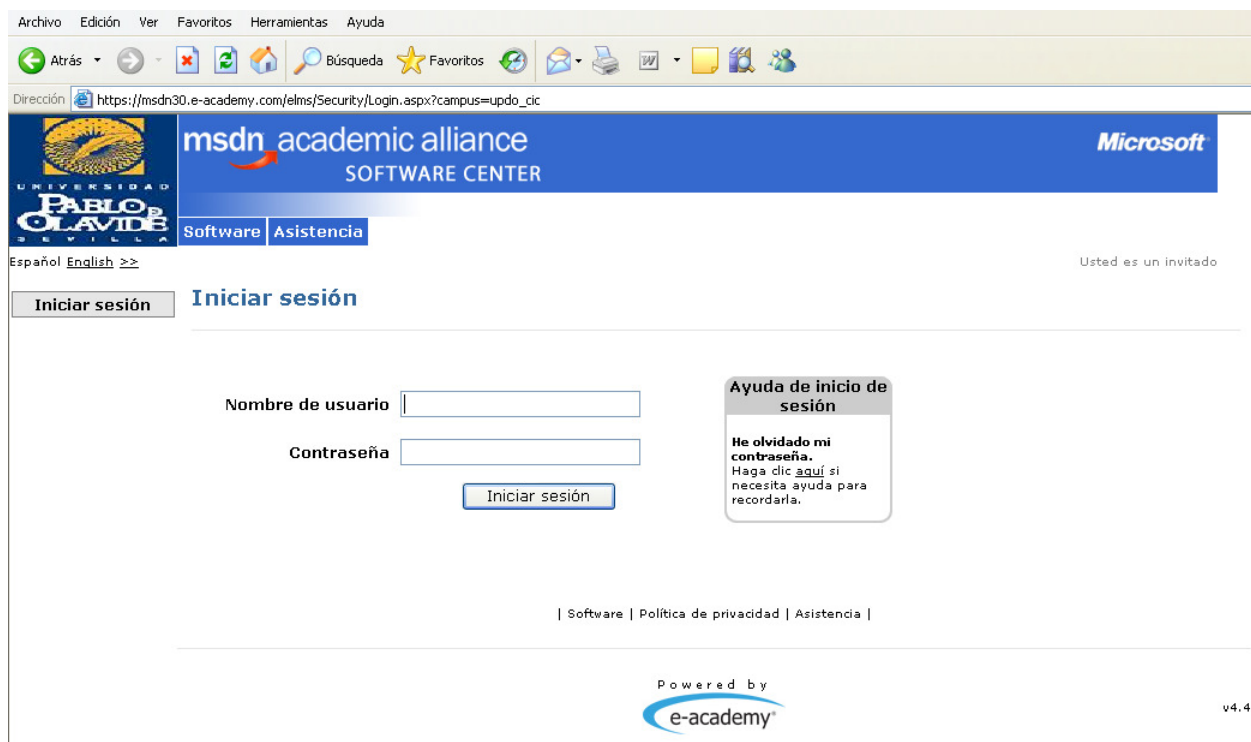 Archivo Edición Ver Favoritos Herramientas Ayuda
Atrás Búsqueda Favoritos
Dirección https://msdn30.e-academy.com/elms/Security/Login.aspx?campus=updo_cic
UNIVERSIDAD
PABLO DE
OLAVIDE
SEVILLA
msdn academic alliance
SOFTWARE CENTER
Microsoft
Software Asistencia
Español English >>
Usted es un invitado
Iniciar sesión
Iniciar sesión
Nombre de usuario
Contraseña
Iniciar sesión
Ayuda de inicio de
sesión
He olvidado mi
contraseña.
Haga clic aquí si
necesita ayuda para
recordarla.
| Software | Política de privacidad | Asistencia |
Powered by
e-academy
v4.4